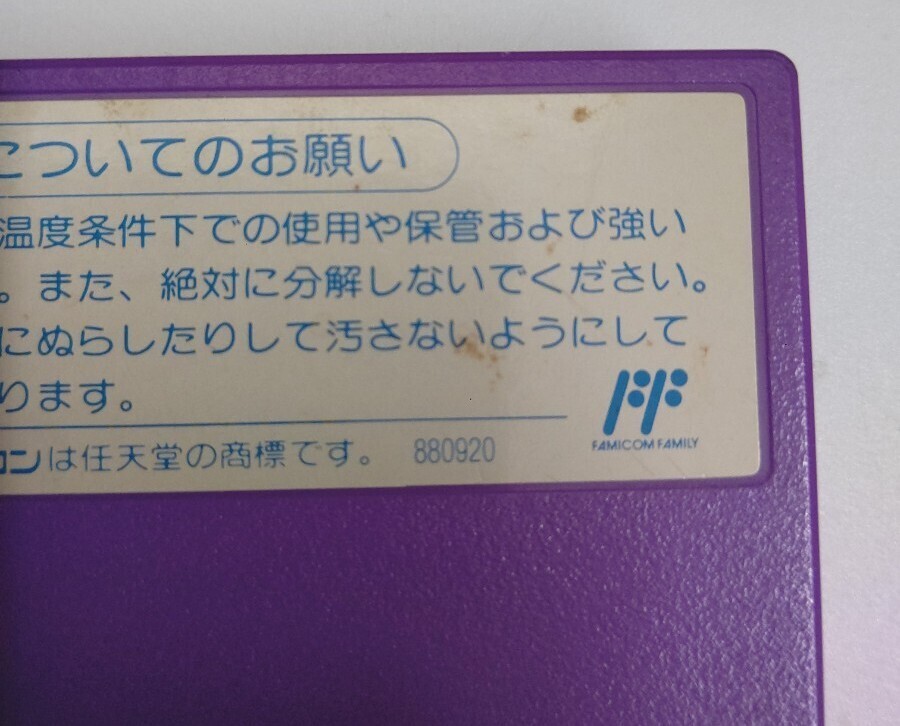 についてのお願い
温度条件下での使用や保管および強い
。また、絶対に分解しないでください。
にぬらしたりして汚さないようにして
ります。
コンは任天堂の商標です。 880920
FAMICOM FAMILY